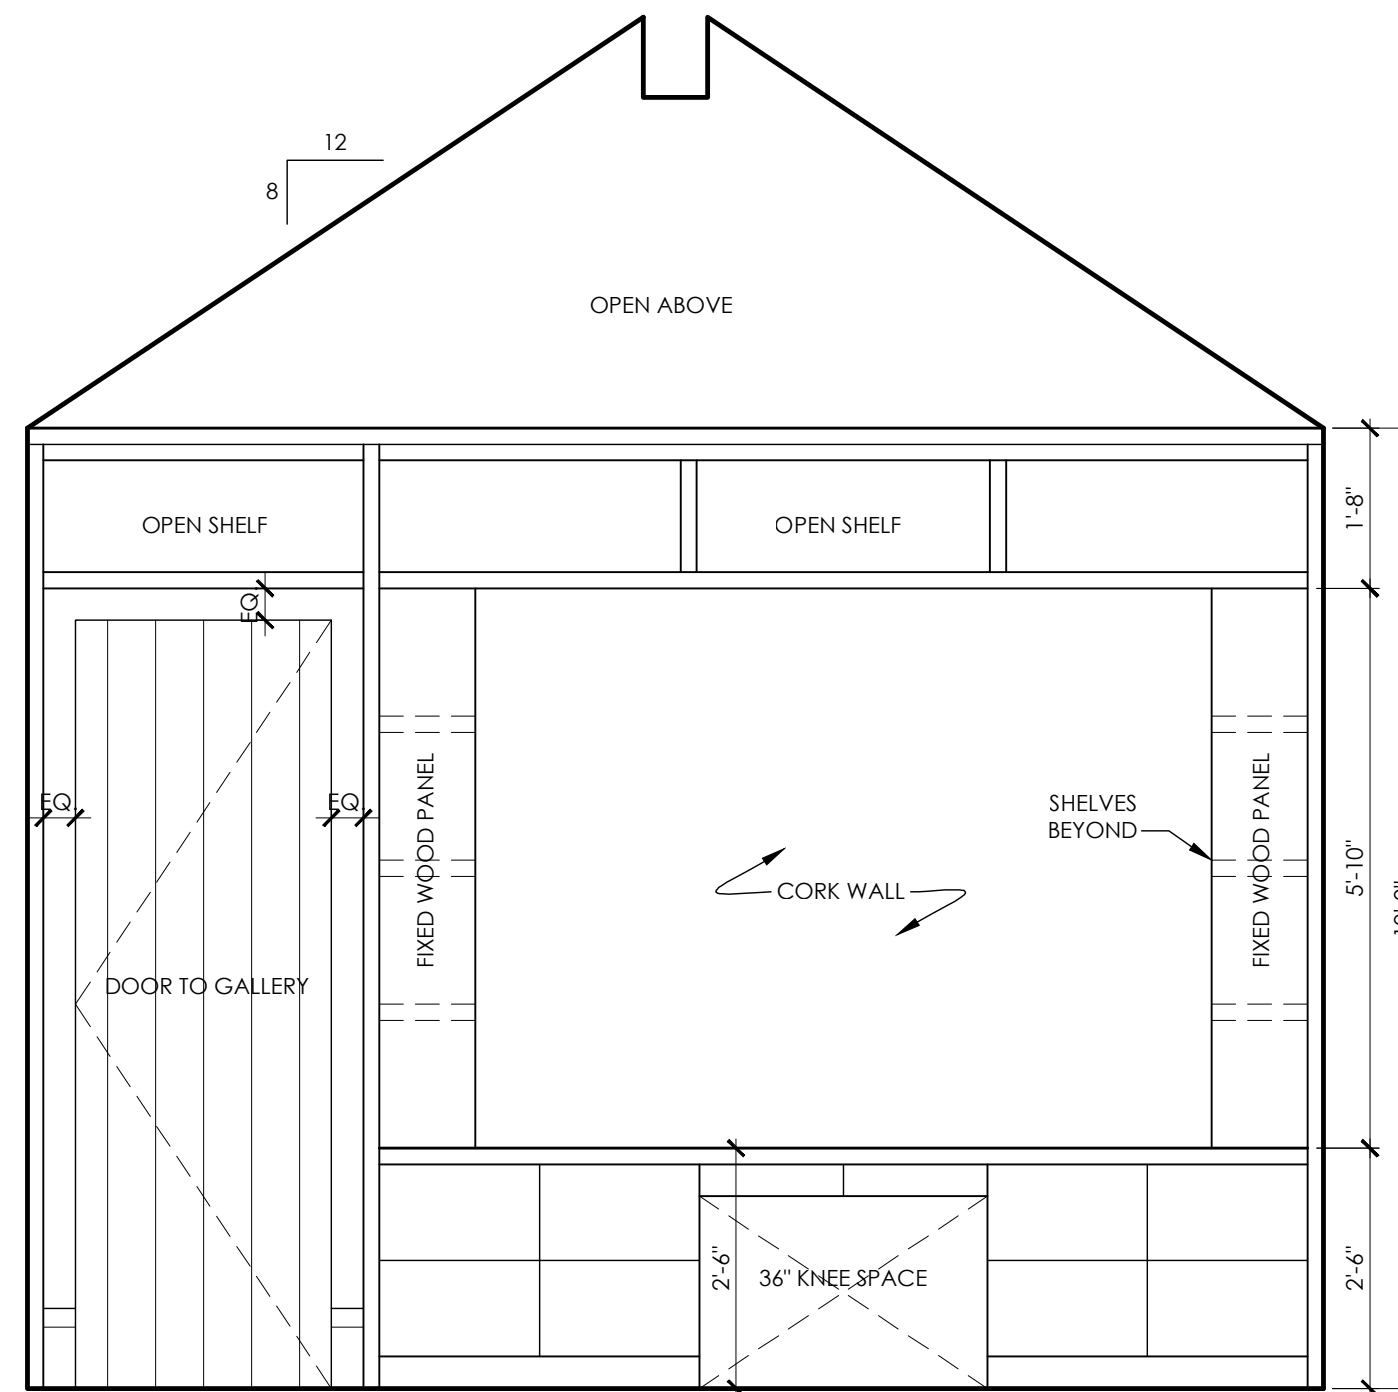 12
8
OPEN ABOVE
1'-8"
OPEN SHELF
OPEN SHELF
EQ.
EQ.
EQ.
FIXED WOOD PANEL
FIXED WOOD PANEL
SHELVES
BEYOND
5'-10"
CORK WALL
DOOR TO GALLERY
2'-6"
36" KNEE SPACE
2'-6"